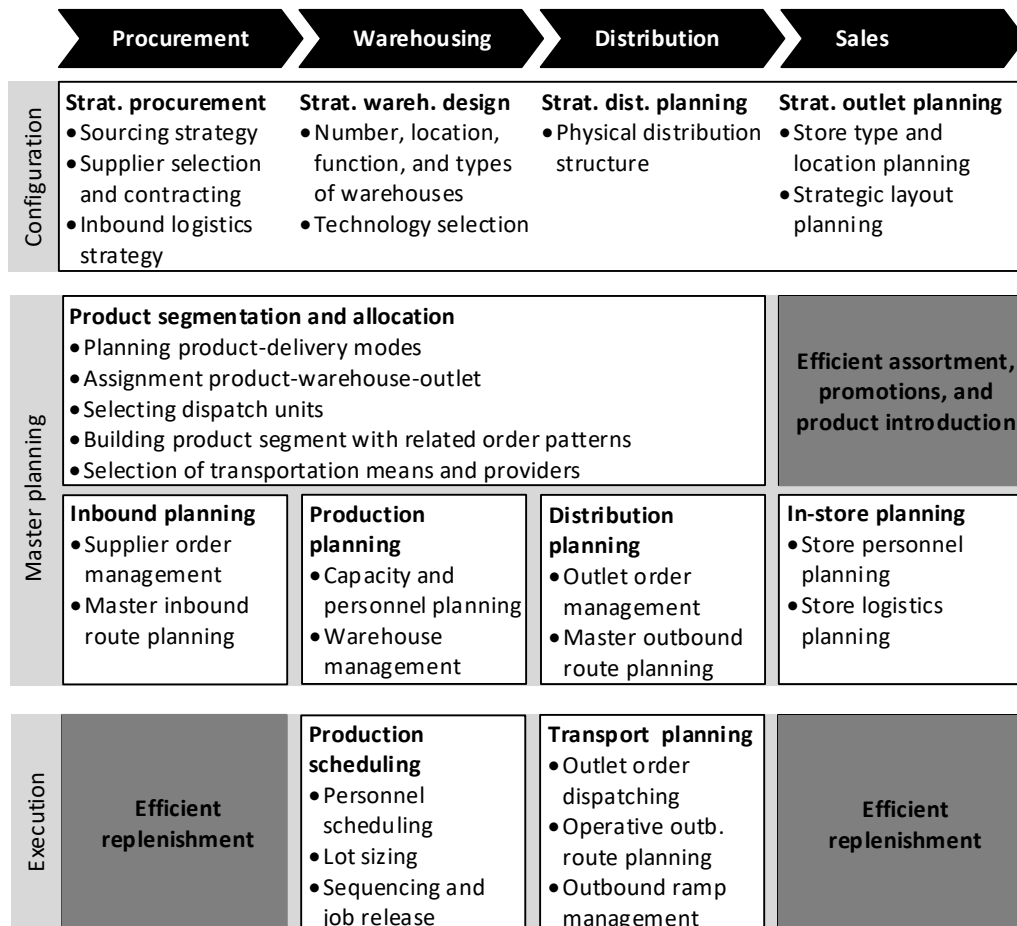 Procurement
Warehousing
Distribution
Sales
Configuration
Strat. procurement
• Sourcing strategy
• Supplier selection
and contracting
• Inbound logistics
strategy
Strat. wareh. design
• Number, location,
function, and types
of warehouses
• Technology selection
Strat. dist. planning
• Physical distribution
structure
Strat. outlet planning
• Store type and
location planning
• Strategic layout
planning
Master planning
Product segmentation and allocation
• Planning product-delivery modes
• Assignment product-warehouse-outlet
• Selecting dispatch units
• Building product segment with related order patterns
• Selection of transportation means and providers
Efficient assortment,
promotions, and
product introduction
Inbound planning
• Supplier order
management
• Master inbound
route planning
Production
planning
• Capacity and
personnel planning
• Warehouse
management
Distribution
planning
• Outlet order
management
• Master outbound
route planning
In-store planning
• Store personnel
planning
• Store logistics
planning
Execution
Efficient
replenishment
Production
scheduling
• Personnel
scheduling
• Lot sizing
• Sequencing and
job release
Transport planning
• Outlet order
dispatching
• Operative outb.
route planning
• Outbound ramp
management
Efficient
replenishment